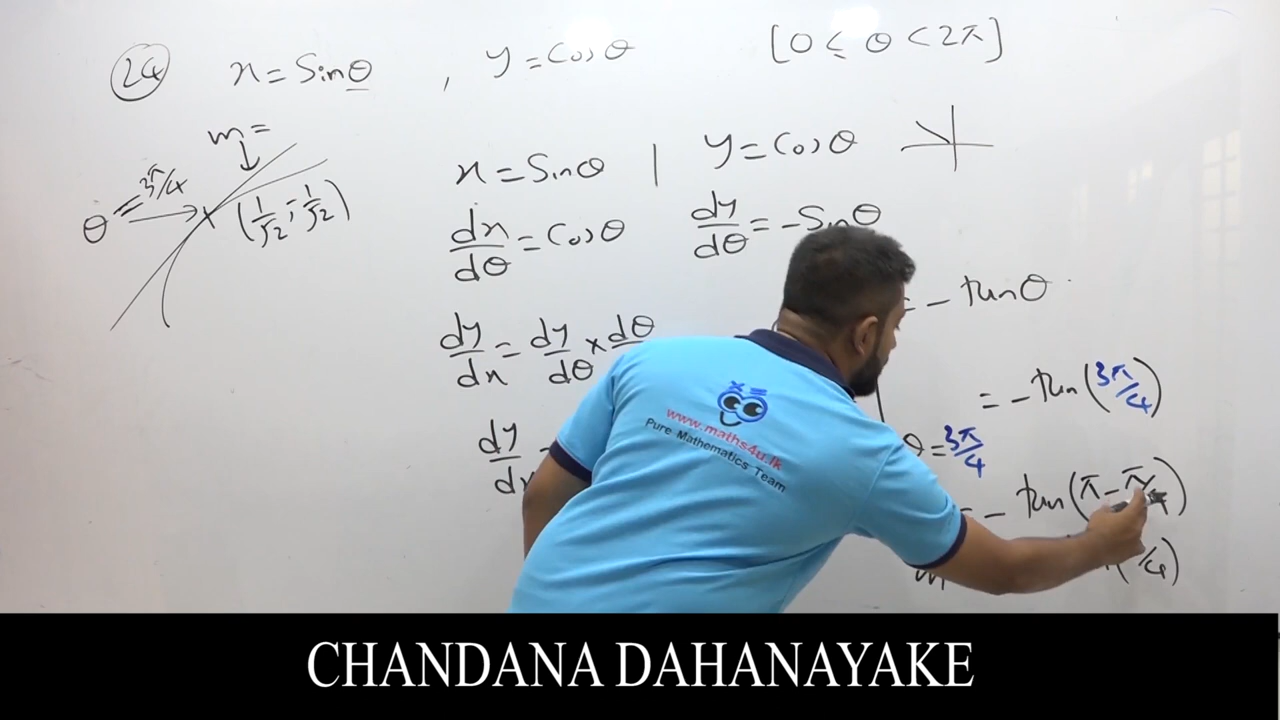 24 x = Sinθ , y = Cosθ [0 ≤ θ < 2π]
m =
θ = 3π/4
(1/√2, -1/√2)
x = Sinθ | y = Cosθ
dx/dθ = Cosθ dy/dθ = -Sinθ
dy/dx = dy/dθ × dθ
= - tanθ
= - tan(3π/4)
θ = 3π/4
= - tan(π - π/4)
m
www.maths4u.lk
Pure Mathematics Team
CHANDANA DAHANAYAKE